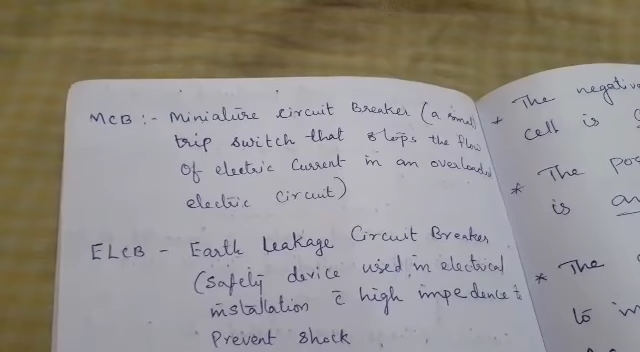 MCB :- Miniature Circuit Breaker (a small
trip switch that stops the flow
of electric current in an overloaded
electric circuit)
ELCB - Earth Leakage Circuit Breaker
(safety device used in electrical
installation c̄ high impedence to
Prevent shock
* The negative
cell is
* The pos
is an
* The
to in